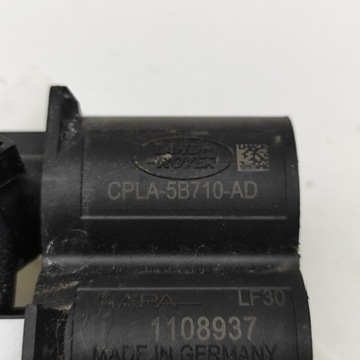 LAND-
-ROVER
CPLA-5B710-AD
LF30
1108937
MADE IN GERMANY